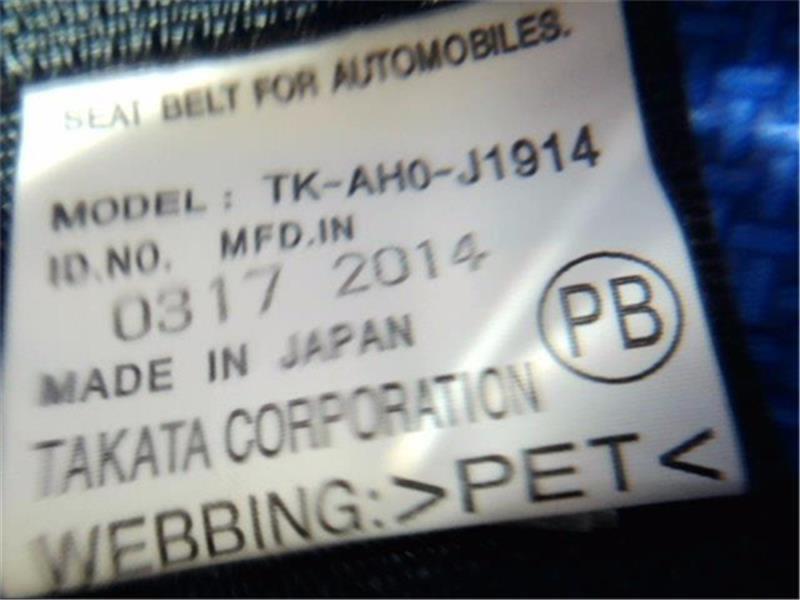 SEAT BELT FOR AUTOMOBILES.
MODEL : TK-AH0-J1914
ID.NO. MFD.IN
0317 2014
MADE IN JAPAN
PB
TAKATA CORPORATION
WEBBING:>PET<